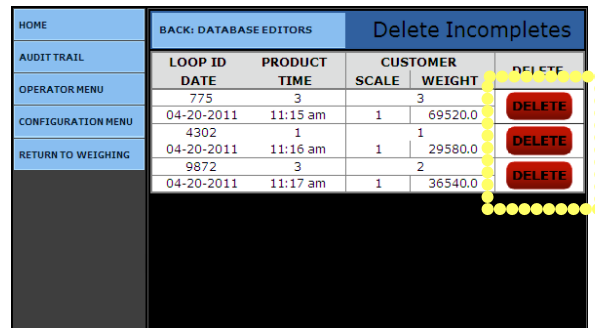 HOME
BACK: DATABASE EDITORS
Delete Incompletes
AUDIT TRAIL
OPERATOR MENU
CONFIGURATION MENU
RETURN TO WEIGHING
LOOP ID PRODUCT CUSTOMER DELETE
DATE TIME SCALE WEIGHT
775 3 3 DELETE
04-20-2011 11:15 am 1 69520.0
4302 1 1 DELETE
04-20-2011 11:16 am 1 29580.0
9872 3 2 DELETE
04-20-2011 11:17 am 1 36540.0